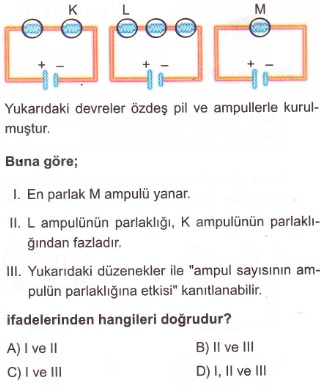 K L M
+ − + − + −
Yukarıdaki devreler özdeş pil ve ampullerle kurul-
muştur.
Buna göre;
I. En parlak M ampulü yanar.
II. L ampulünün parlaklığı, K ampulünün parlaklı-
ğından fazladır.
III. Yukarıdaki düzenekler ile "ampul sayısının am-
pulün parlaklığına etkisi" kanıtlanabilir.
ifadelerinden hangileri doğrudur?
A) I ve II B) II ve III
C) I ve III D) I, II ve III